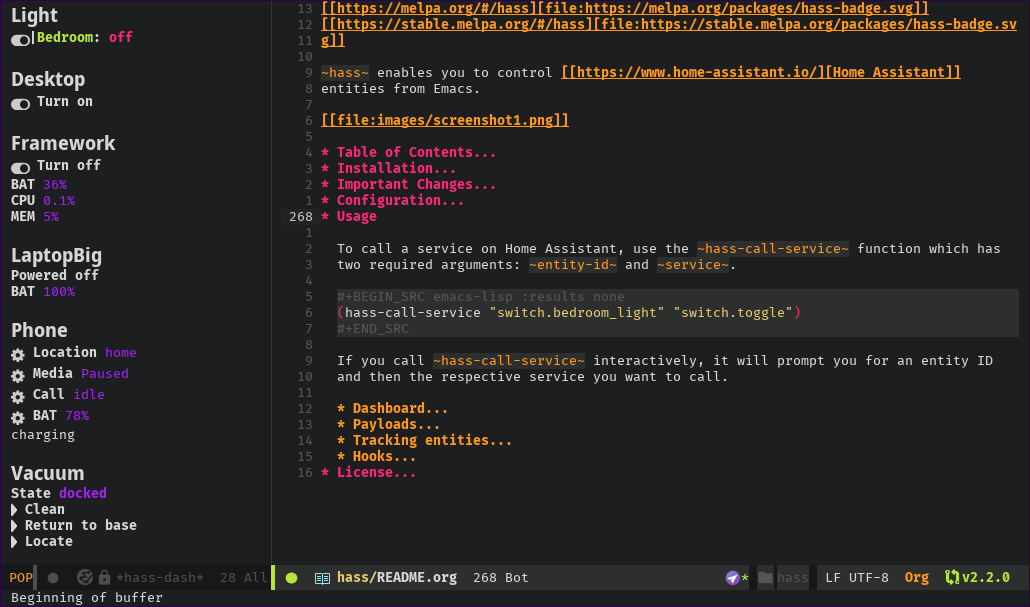 Light
Bedroom: off
Desktop
Turn on
Framework
Turn off
BAT 36%
CPU 0.1%
MEM 5%
LaptopBig
Powered off
BAT 100%
Phone
Location home
Media Paused
Call idle
BAT 78%
charging
Vacuum
State docked
Clean
Return to base
Locate
13 [[https://melpa.org/#/hass][file:https://melpa.org/packages/hass-badge.svg]]
12 [[https://stable.melpa.org/#/hass][file:https://stable.melpa.org/packages/hass-badge.sv
11 g]]
10
9 ~hass~ enables you to control [[https://www.home-assistant.io/][Home Assistant]]
8 entities from Emacs.
7
6 [[file:images/screenshot1.png]]
5
4 * Table of Contents...
3 * Installation...
2 * Important Changes...
1 * Configuration...
268 * Usage
1
2 To call a service on Home Assistant, use the ~hass-call-service~ function which has
3 two required arguments: ~entity-id~ and ~service~.
4
5 #+BEGIN_SRC emacs-lisp :results none
6 (hass-call-service "switch.bedroom_light" "switch.toggle")
7 #+END_SRC
8
9 If you call ~hass-call-service~ interactively, it will prompt you for an entity ID
10 and then the respective service you want to call.
11
12 * Dashboard...
13 * Payloads...
14 * Tracking entities...
15 * Hooks...
16 * License...
POP *hass-dash* 28 All
hass/README.org 268 Bot * hass LF UTF-8 Org v2.2.0
Beginning of buffer